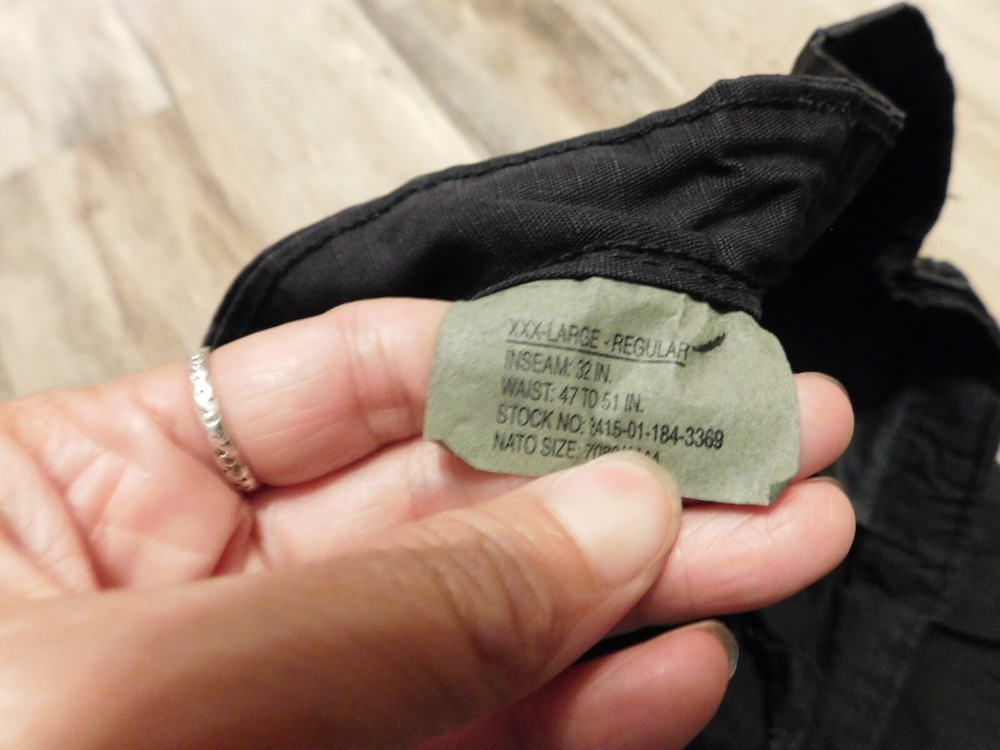 XXX-LARGE - REGULAR
INSEAM: 32 IN.
WAIST: 47 TO 51 IN.
STOCK NO: 8415-01-184-3369
NATO SIZE: